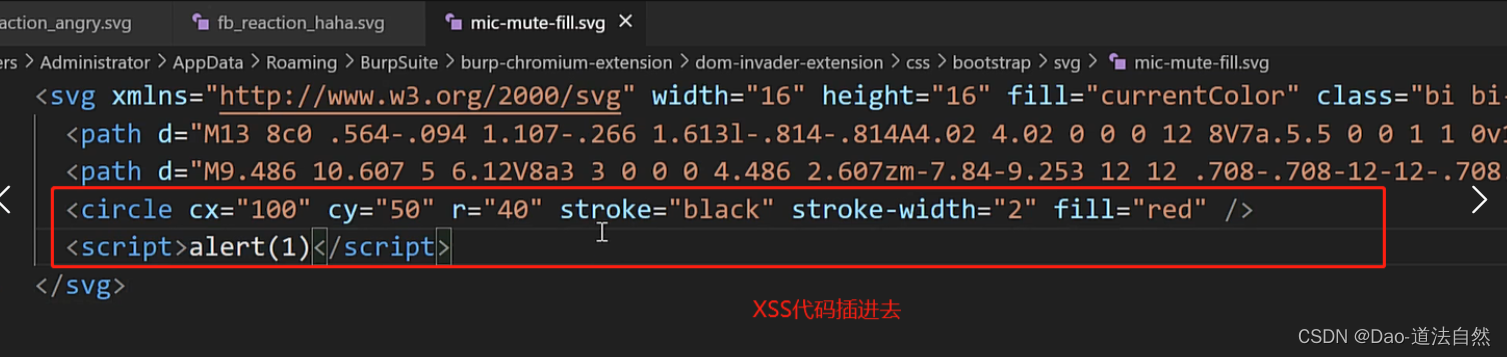 action_angry.svg fb_reaction_haha.svg mic-mute-fill.svg ×
ers > Administrator > AppData > Roaming > BurpSuite > burp-chromium-extension > dom-invader-extension > css > bootstrap > svg > mic-mute-fill.svg
<svg xmlns="http://www.w3.org/2000/svg" width="16" height="16" fill="currentColor" class="bi bi-
<path d="M13 8c0 .564-.094 1.107-.266 1.613l-.814-.814A4.02 4.02 0 0 0 12 8V7a.5.5 0 0 1 1 0v1
<path d="M9.486 10.607 5 6.12V8a3 3 0 0 0 4.486 2.607zm-7.84-9.253 12 12 .708-.708-12-12-.708
<circle cx="100" cy="50" r="40" stroke="black" stroke-width="2" fill="red" />
<script>alert(1)</script>
</svg>
XSS代码插进去
CSDN @Dao-道法自然